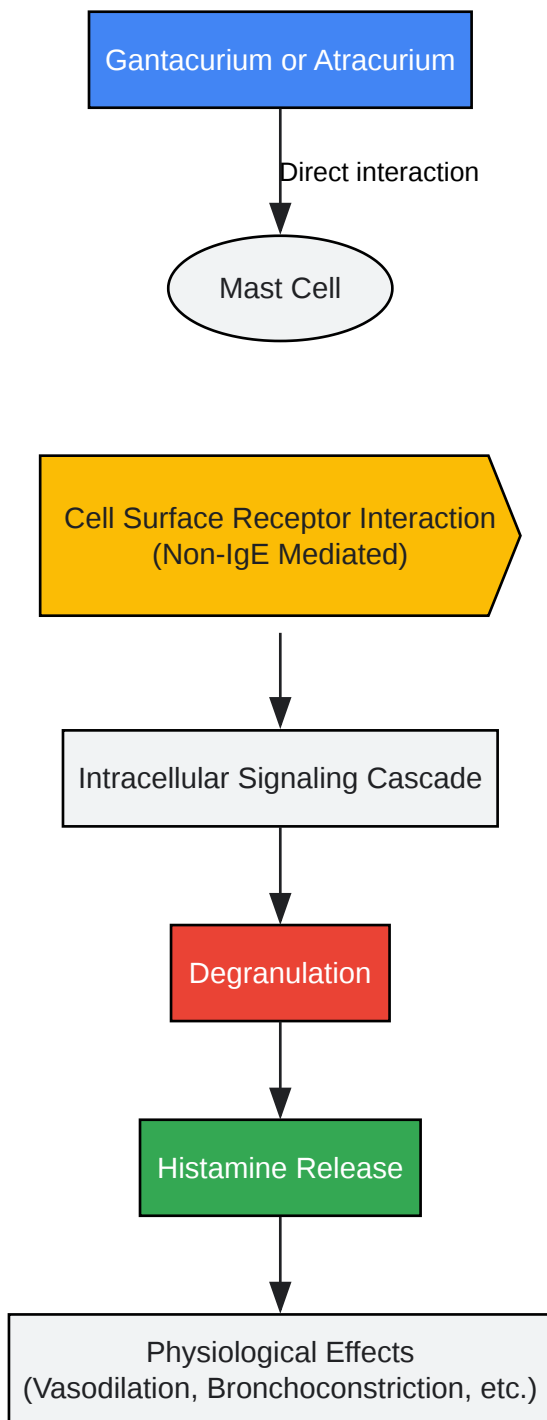 Gantacurium or Atracurium
Direct interaction
Mast Cell
Cell Surface Receptor Interaction
(Non-IgE Mediated)
Intracellular Signaling Cascade
Degranulation
Histamine Release
Physiological Effects
(Vasodilation, Bronchoconstriction, etc.)